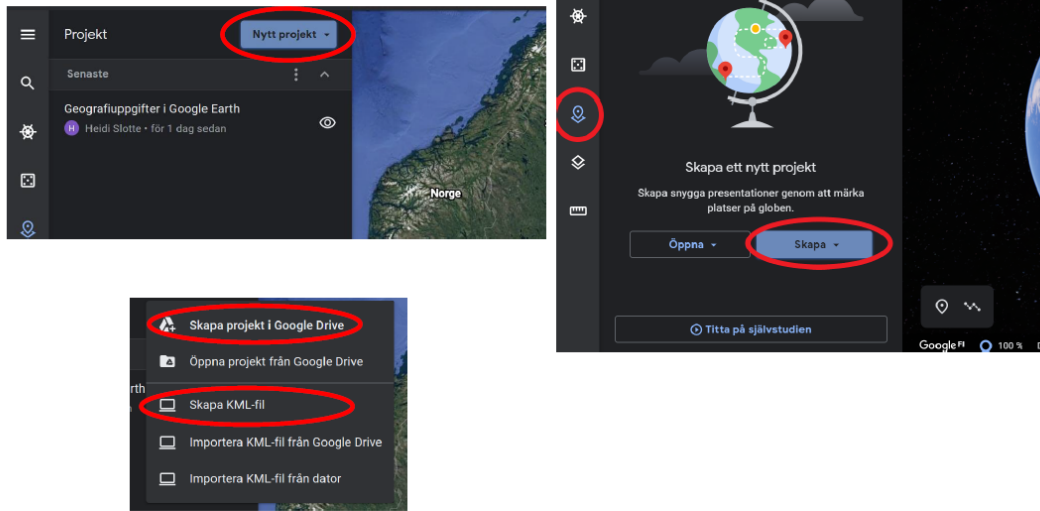 Projekt
Nytt projekt
Senaste
Geografiuppgifter i Google Earth
H Heidi Slotte • för 1 dag sedan
Norge
Skapa ett nytt projekt
Skapa snygga presentationer genom att märka
platser på globen.
Öppna
Skapa
Titta på självstudien
Google FI 100 %
rth
Skapa projekt i Google Drive
Öppna projekt från Google Drive
Skapa KML-fil
Importera KML-fil från Google Drive
Importera KML-fil från dator